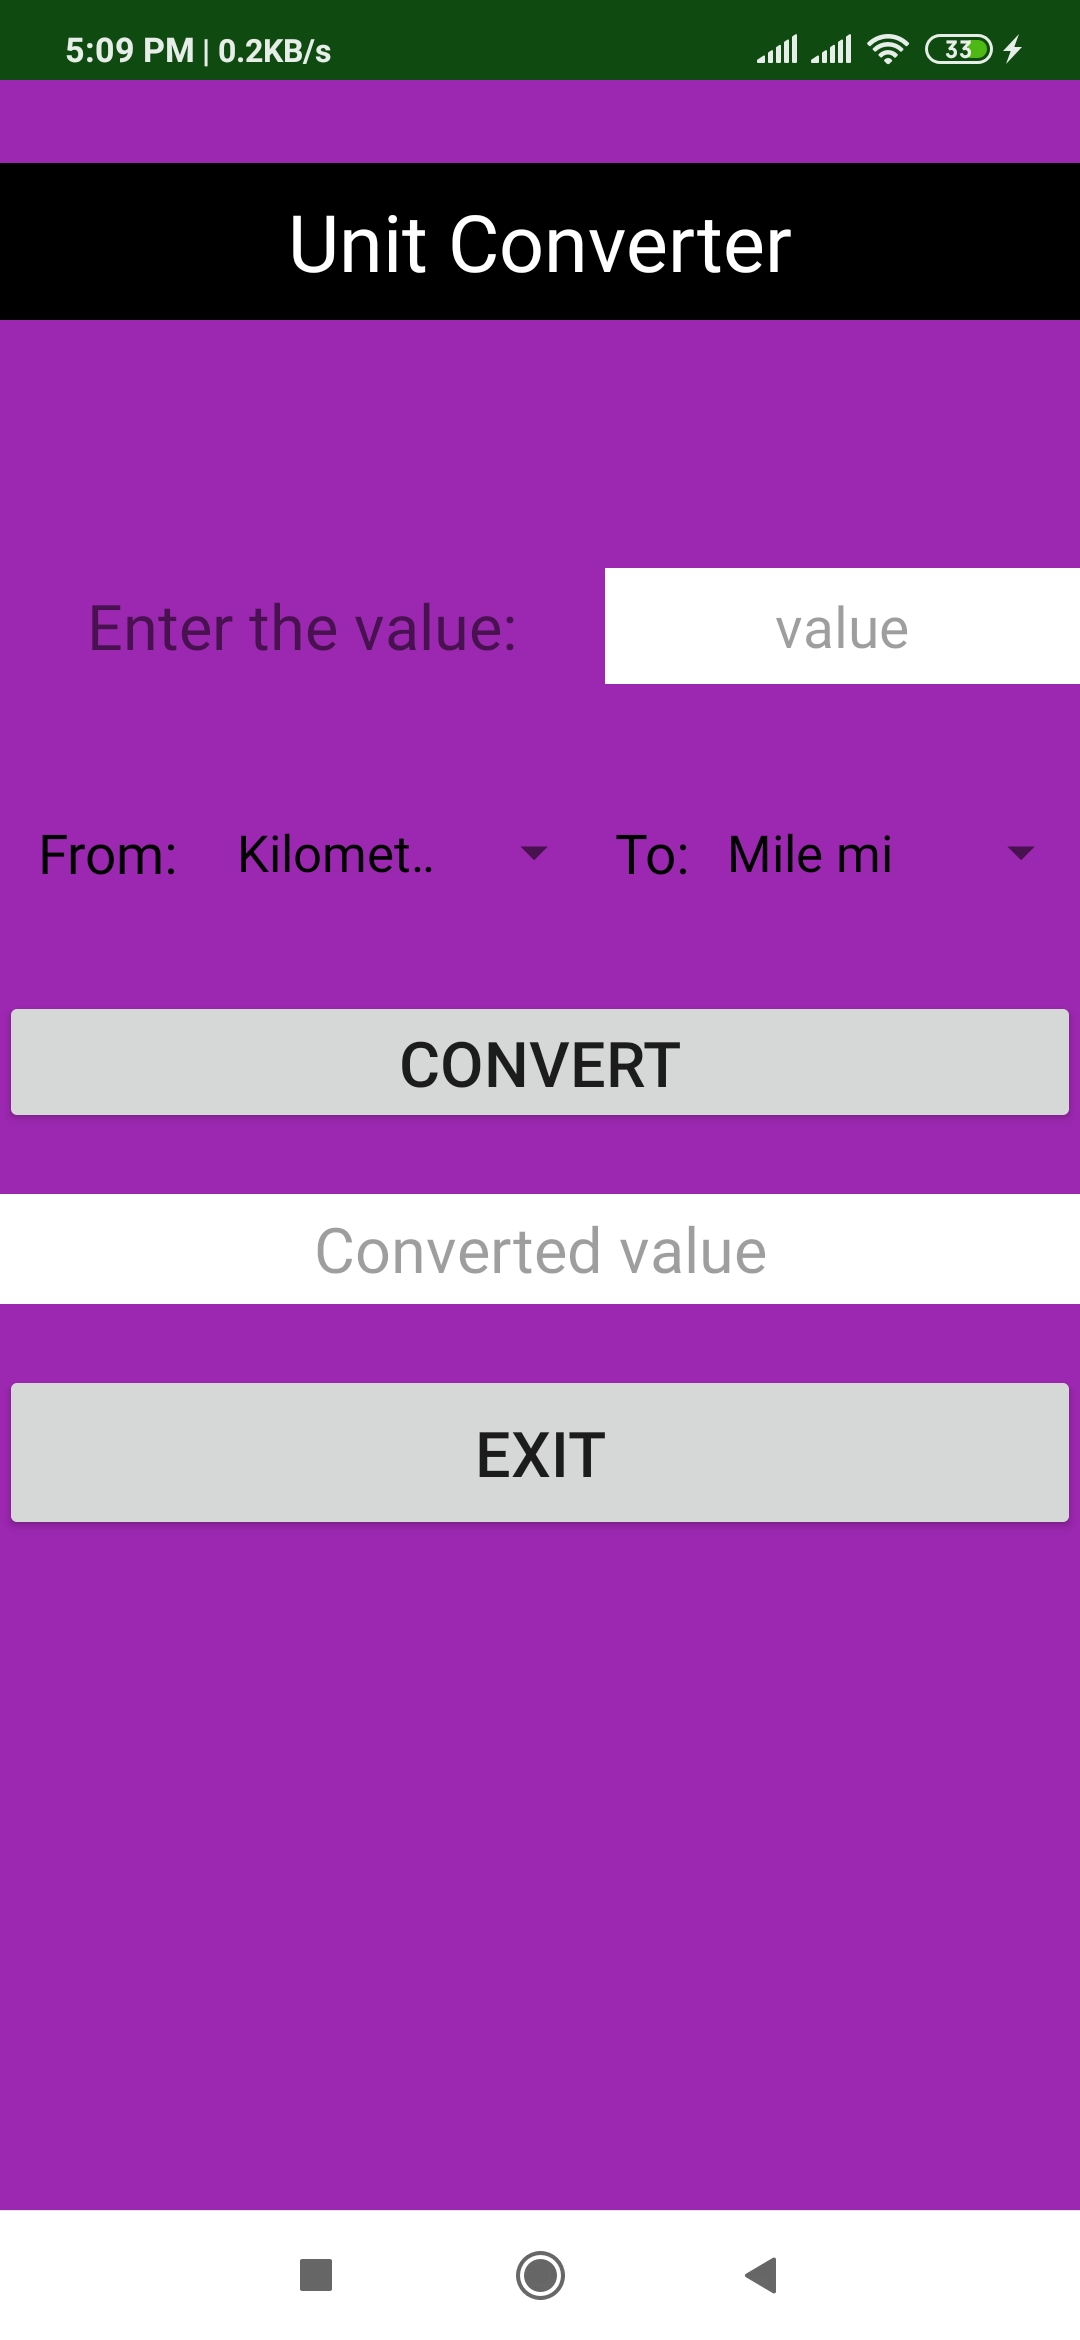 5:09 PM | 0.2KB/s 33
Unit Converter
Enter the value: value
From: Kilomet.. To: Mile mi
CONVERT
Converted value
EXIT